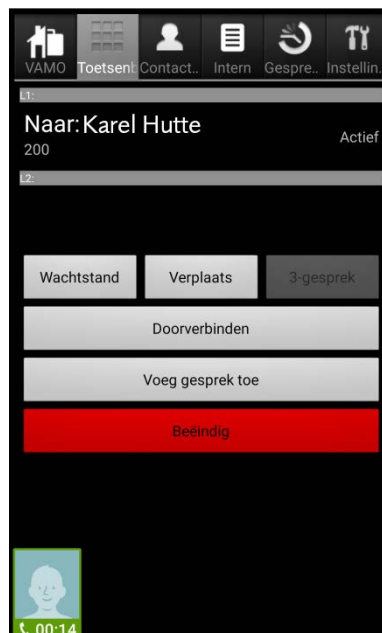 VAMO Toetsenb Contact.. Intern Gespre.. Instellin.
L1:
Naar: Karel Hutte
200 Actief
L2:
Wachtstand Verplaats 3-gesprek
Doorverbinden
Voeg gesprek toe
Beëindig
00:14